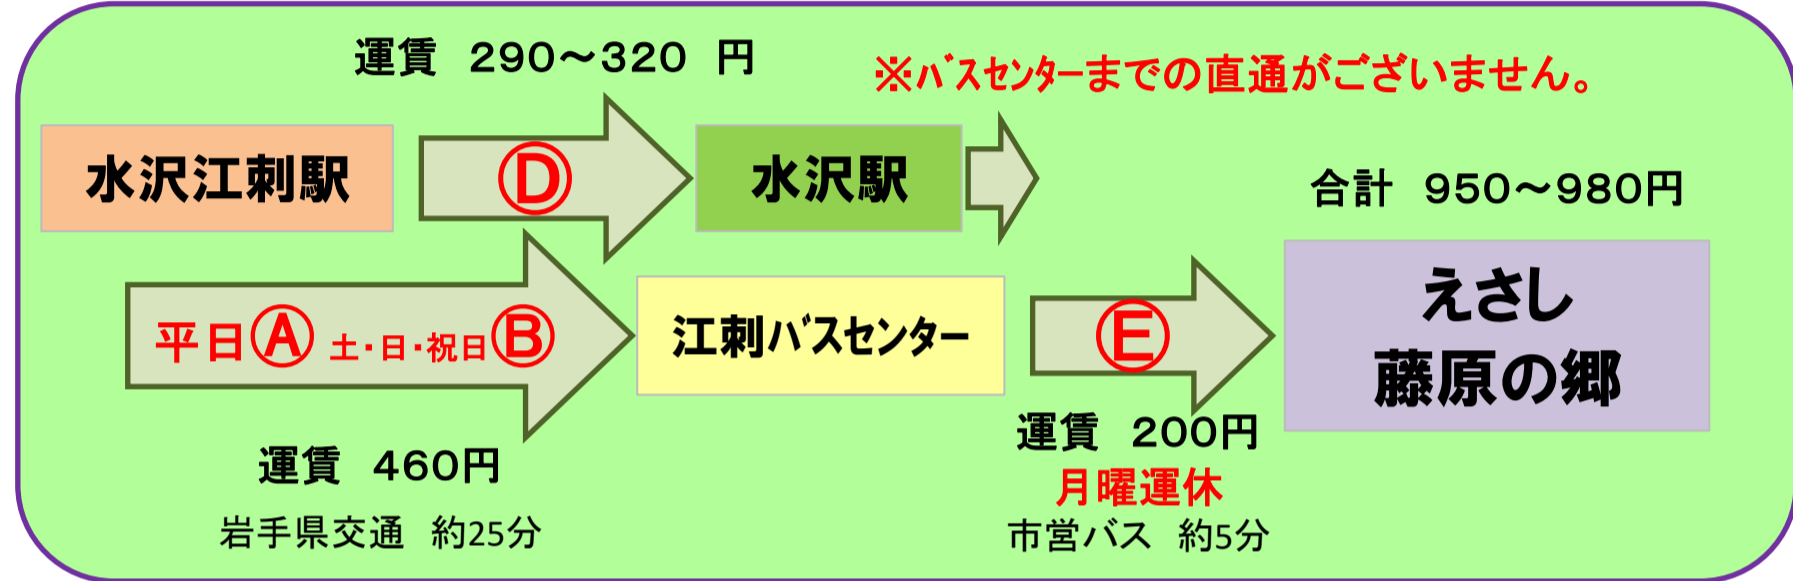 運賃 290～320 円
※バスセンターまでの直通がございません。
水沢江刺駅
Ⓓ
水沢駅
合計 950～980円
平日Ⓐ 土・日・祝日Ⓑ
江刺バスセンター
Ⓔ
えさし
藤原の郷
運賃 460円
岩手県交通 約25分
運賃 200円
月曜運休
市営バス 約5分